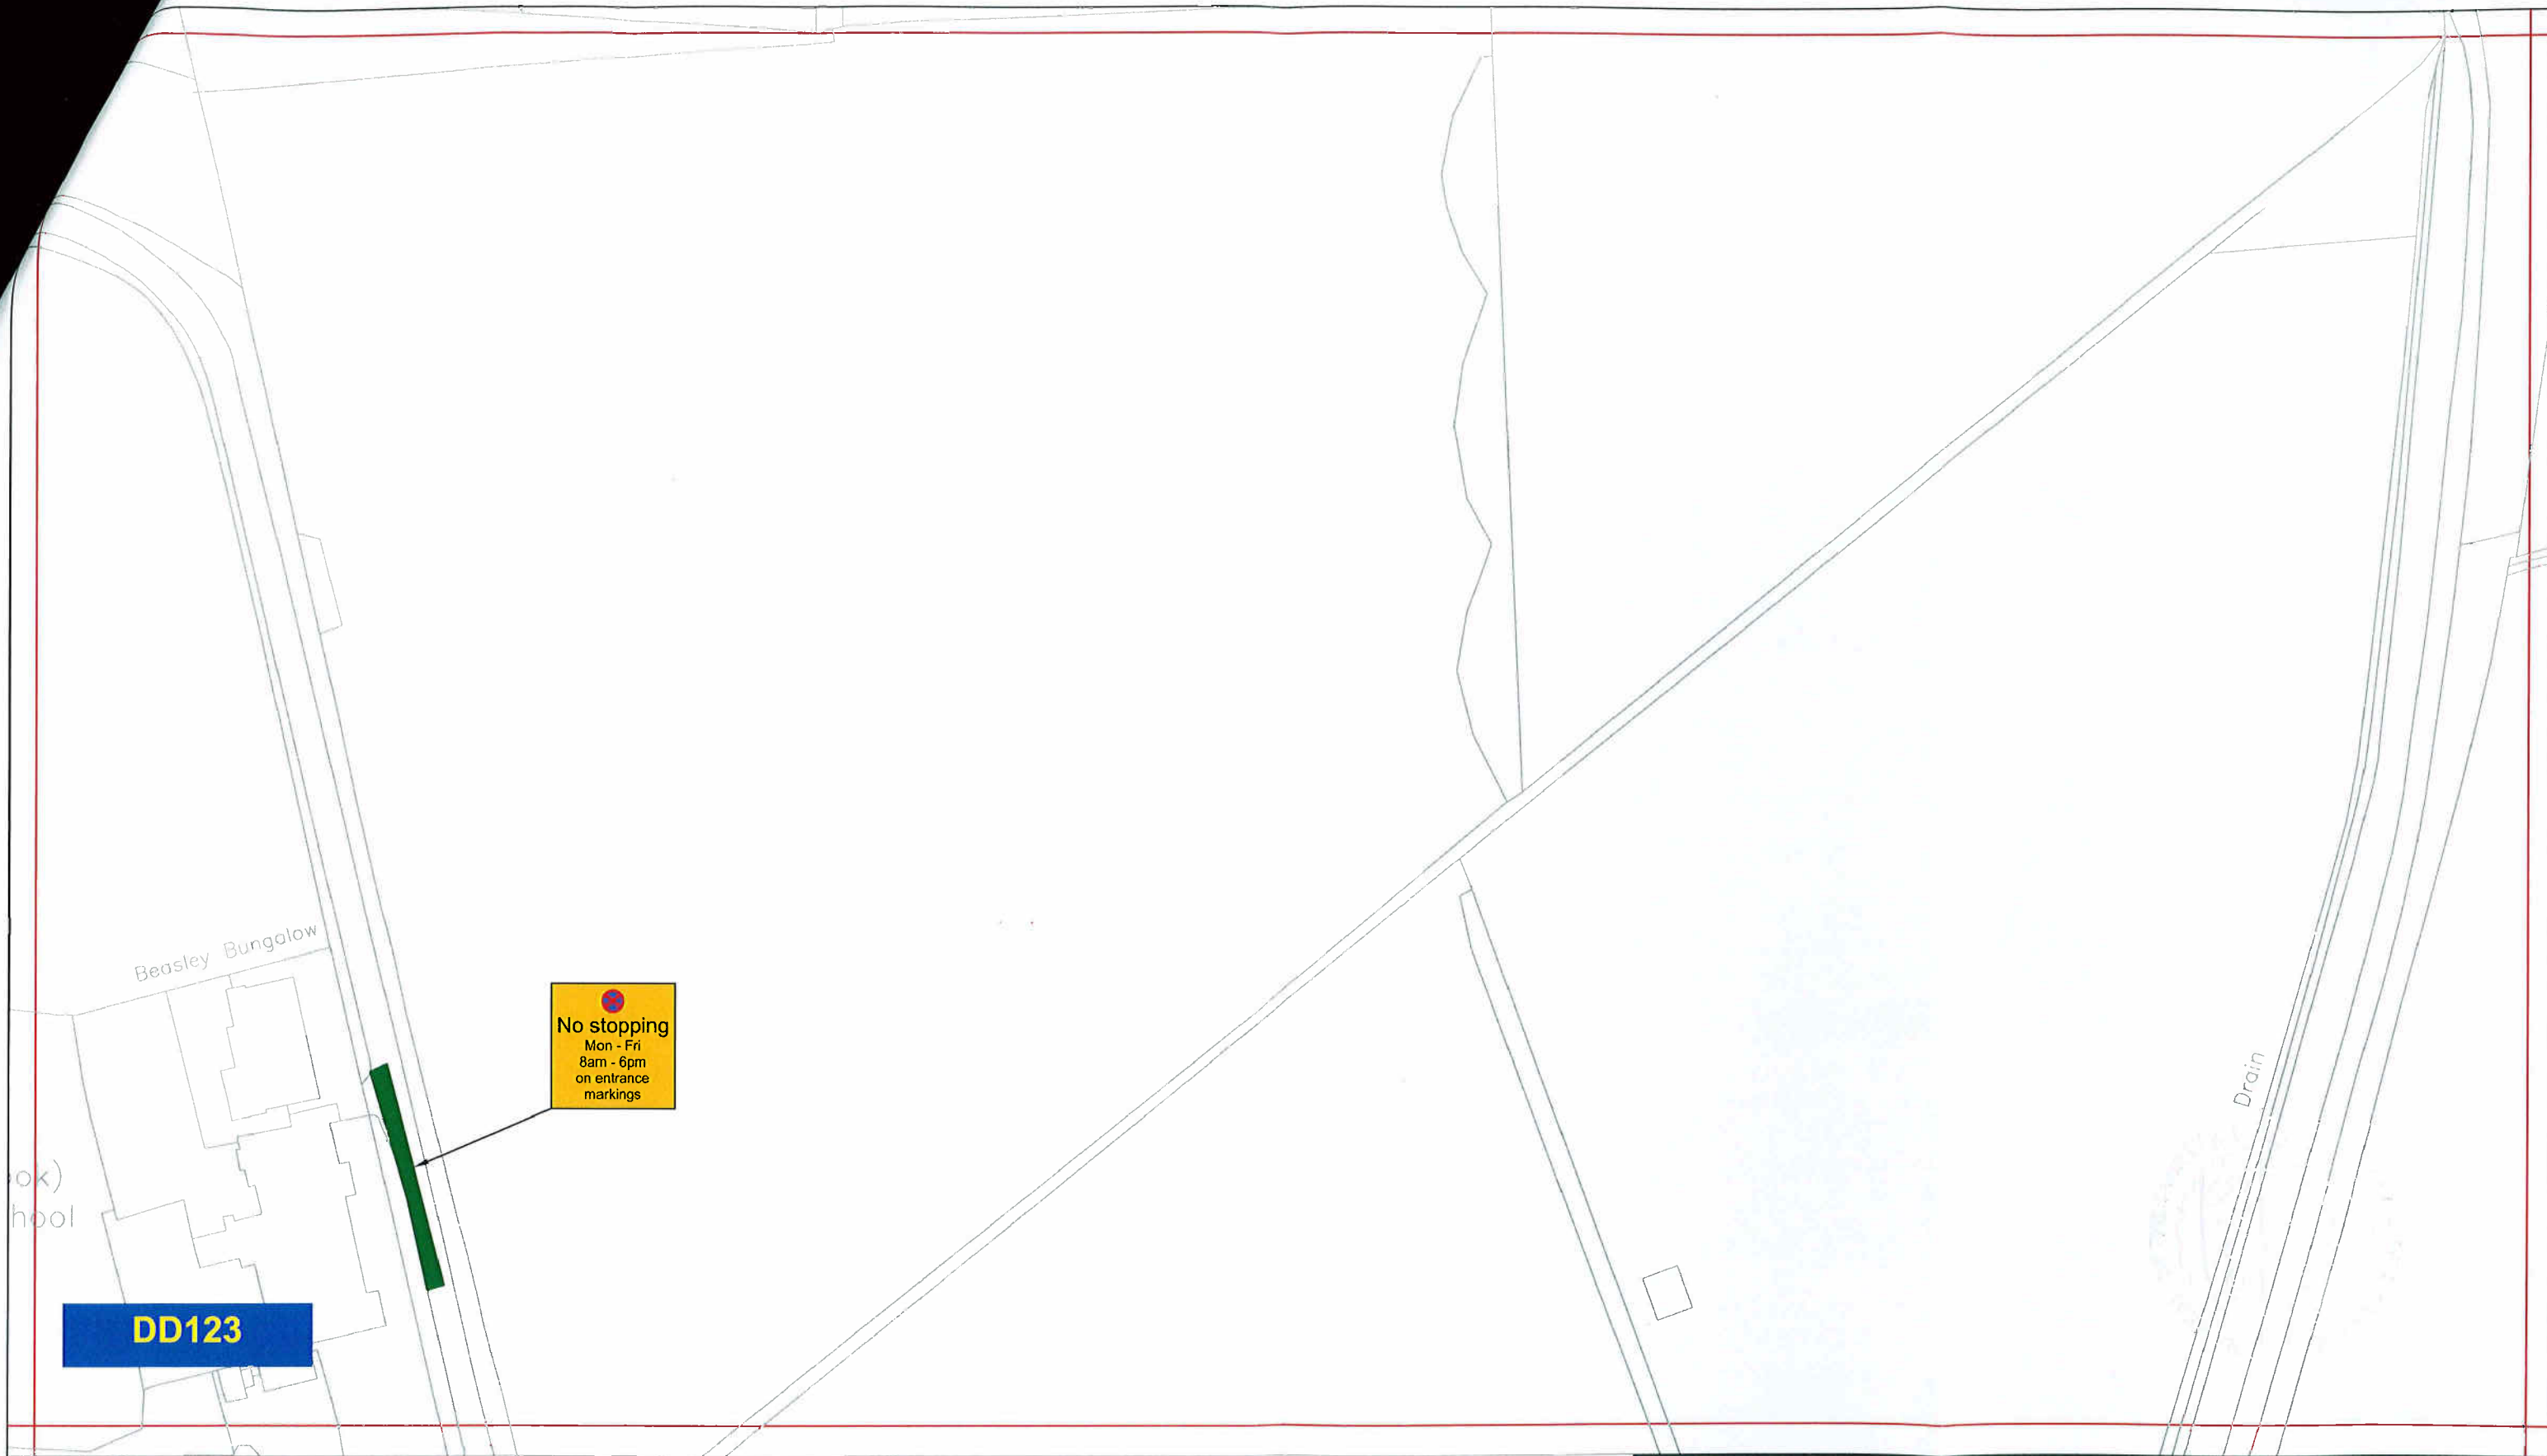 Beasley Bungalow
No stopping
Mon - Fri
8am - 6pm
on entrance
markings
Drain
ok)
hool
DD123